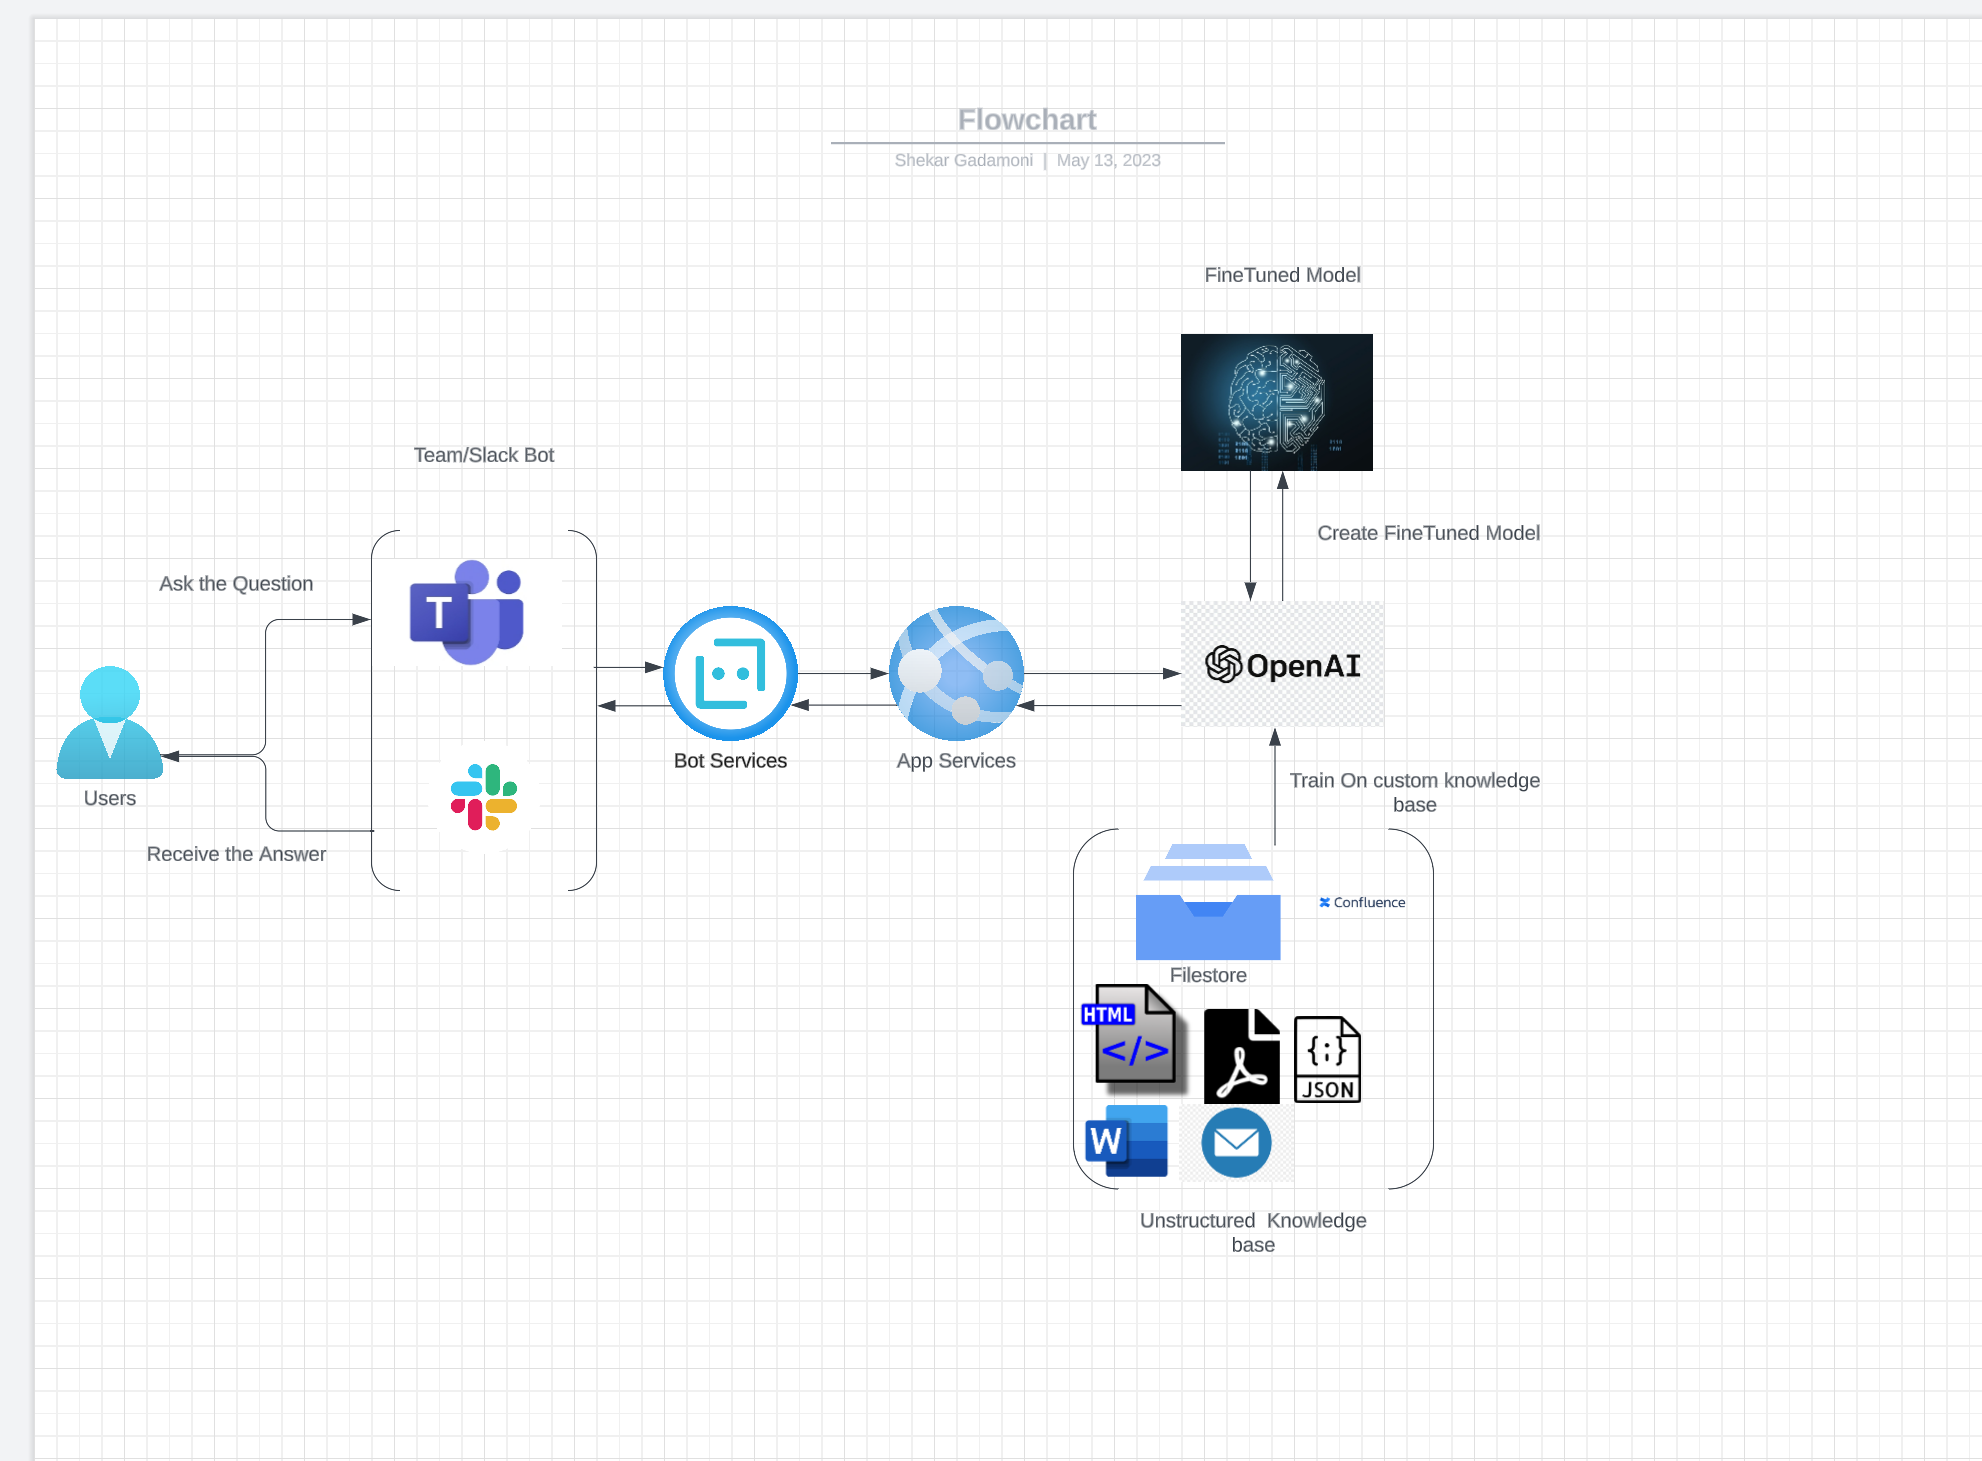 Flowchart
Shekar Gadamoni | May 13, 2023
FineTuned Model
Team/Slack Bot
Create FineTuned Model
Ask the Question
T
OpenAI
Bot Services
App Services
Users
Train On custom knowledge
base
Receive the Answer
Confluence
Filestore
HTML
</>
{;}
JSON
W
Unstructured Knowledge
base